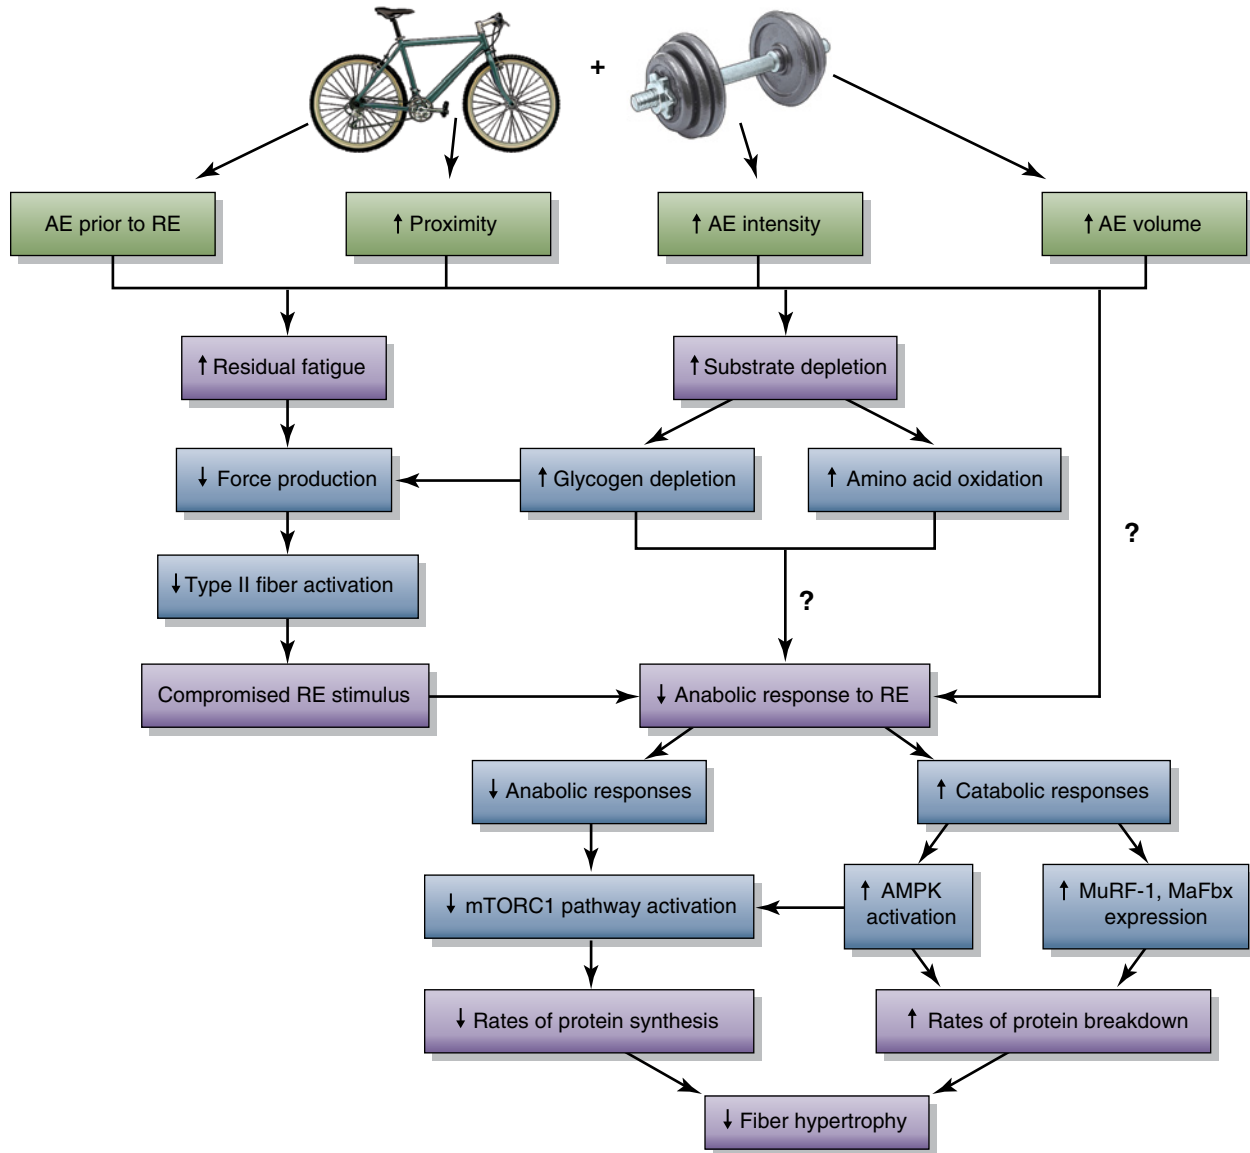 +
AE prior to RE
↑ Proximity
↑ AE intensity
↑ AE volume
↑ Residual fatigue
↑ Substrate depletion
↓ Force production
↑ Glycogen depletion
↑ Amino acid oxidation
?
↓ Type II fiber activation
?
Compromised RE stimulus
↓ Anabolic response to RE
↓ Anabolic responses
↑ Catabolic responses
↓ mTORC1 pathway activation
↑ AMPK
activation
↑ MuRF-1, MaFbx
expression
↓ Rates of protein synthesis
↑ Rates of protein breakdown
↓ Fiber hypertrophy